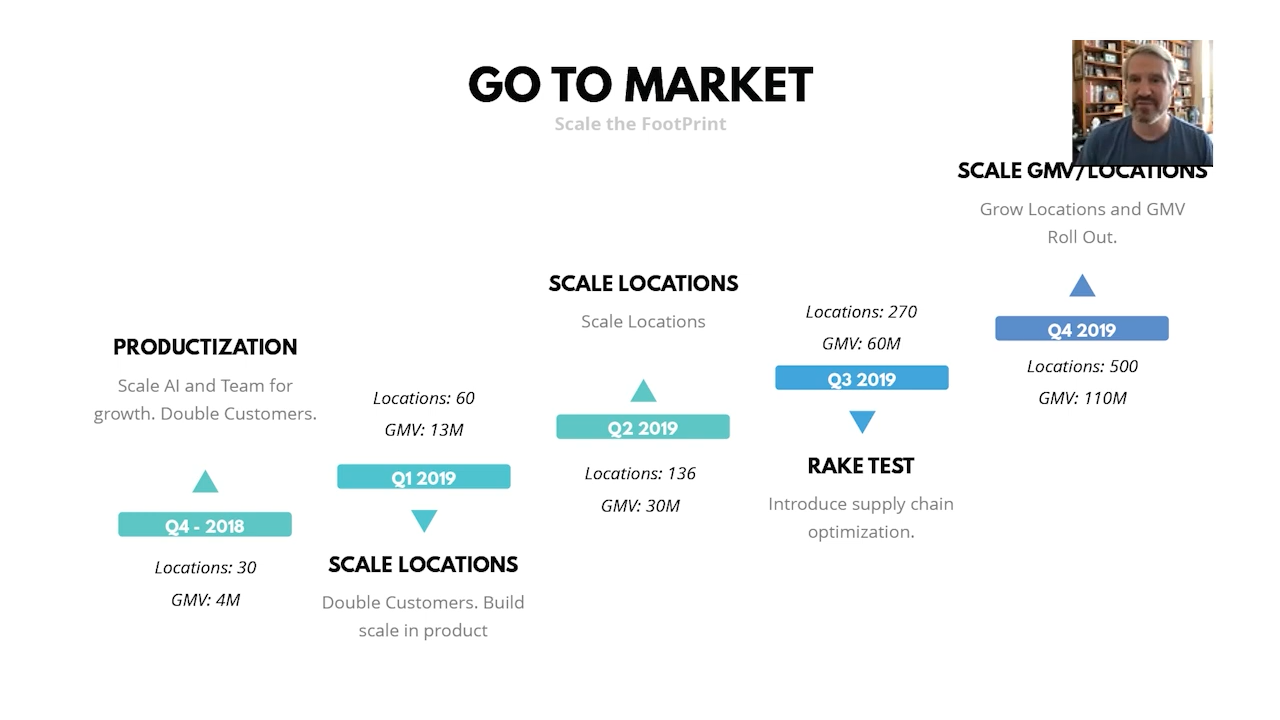 GO TO MARKET
Scale the FootPrint
PRODUCTIZATION
Scale AI and Team for
growth. Double Customers.
Q4 - 2018
Locations: 30
GMV: 4M
Locations: 60
GMV: 13M
Q1 2019
SCALE LOCATIONS
Double Customers. Build
scale in product
SCALE LOCATIONS
Scale Locations
Q2 2019
Locations: 136
GMV: 30M
Locations: 270
GMV: 60M
Q3 2019
RAKE TEST
Introduce supply chain
optimization.
SCALE GMV/LOCATIONS
Grow Locations and GMV
Roll Out.
Q4 2019
Locations: 500
GMV: 110M